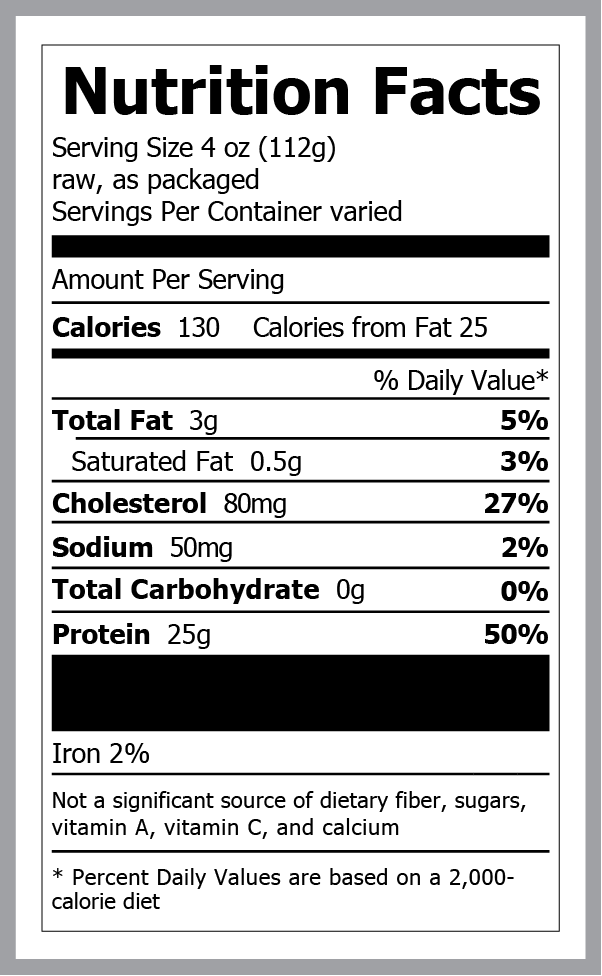 Nutrition Facts
Serving Size 4 oz (112g)
raw, as packaged
Servings Per Container varied
Amount Per Serving
Calories 130 Calories from Fat 25
% Daily Value*
Total Fat 3g 5%
Saturated Fat 0.5g 3%
Cholesterol 80mg 27%
Sodium 50mg 2%
Total Carbohydrate 0g 0%
Protein 25g 50%
Iron 2%
Not a significant source of dietary fiber, sugars,
vitamin A, vitamin C, and calcium
* Percent Daily Values are based on a 2,000-
calorie diet